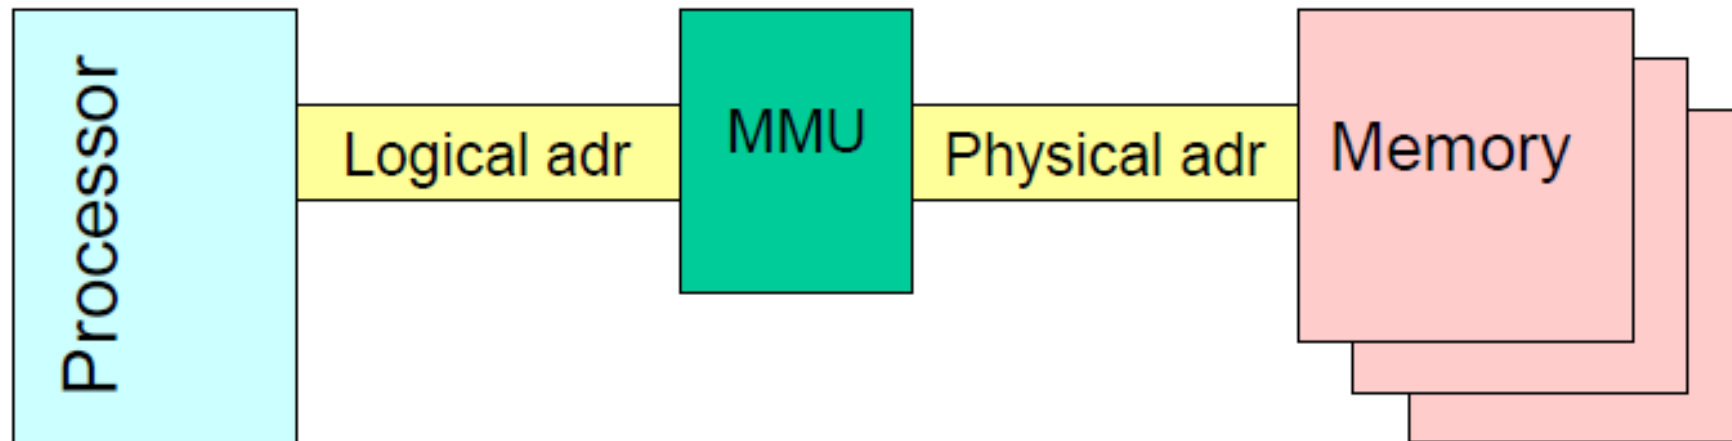 Processor
Logical adr
MMU
Physical adr
Memory